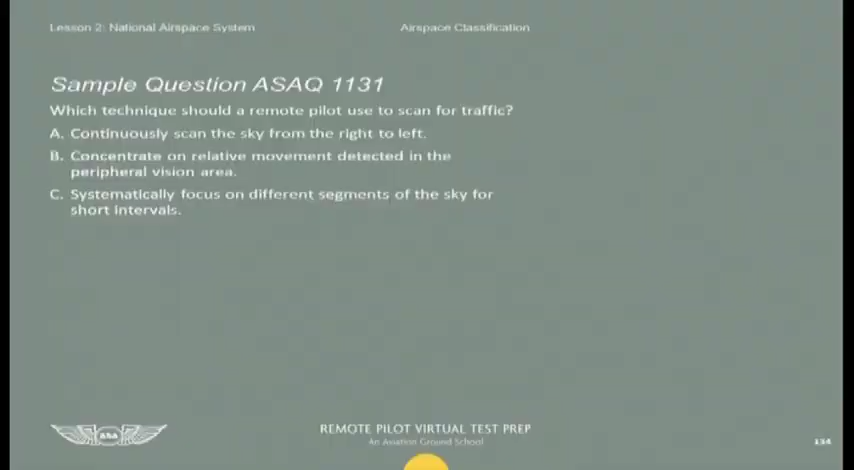 Lesson 2: National Airspace System
Airspace Classification
Sample Question ASAQ 1131
Which technique should a remote pilot use to scan for traffic?
A. Continuously scan the sky from the right to left.
B. Concentrate on relative movement detected in the
peripheral vision area.
C. Systematically focus on different segments of the sky for
short intervals.
ASA
REMOTE PILOT VIRTUAL TEST PREP
An Aviation Ground School
134